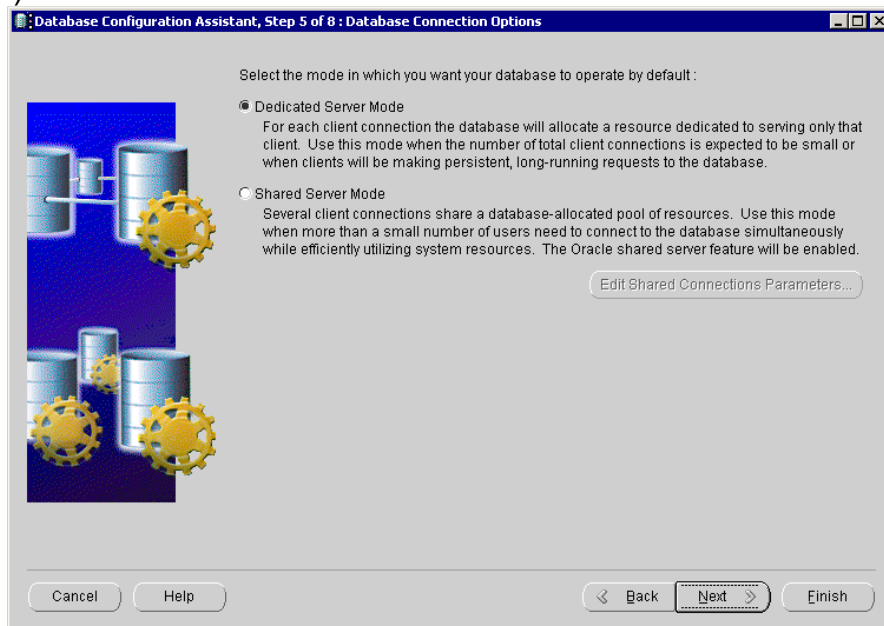 Database Configuration Assistant, Step 5 of 8 : Database Connection Options
Select the mode in which you want your database to operate by default :
Dedicated Server Mode
For each client connection the database will allocate a resource dedicated to serving only that
client. Use this mode when the number of total client connections is expected to be small or
when clients will be making persistent, long-running requests to the database.
Shared Server Mode
Several client connections share a database-allocated pool of resources. Use this mode
when more than a small number of users need to connect to the database simultaneously
while efficiently utilizing system resources. The Oracle shared server feature will be enabled.
Edit Shared Connections Parameters...
Cancel Help Back Next Finish